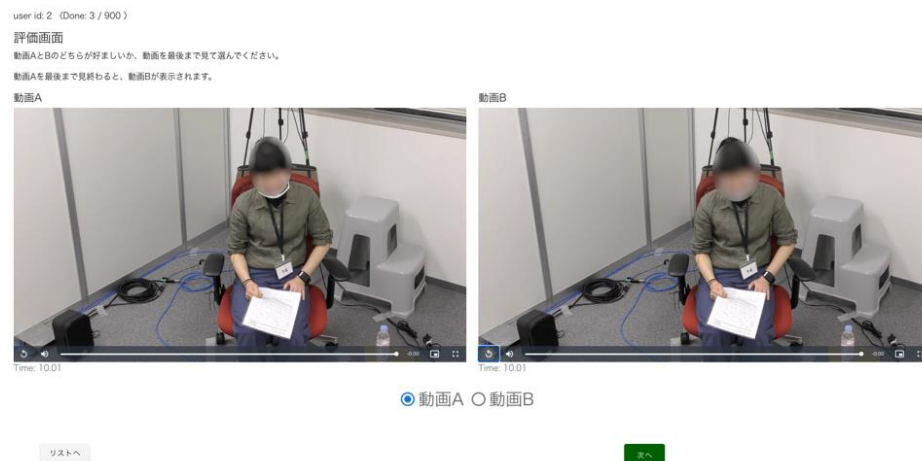 user id: 2 (Done: 3 / 900 )
評価画面
動画AとBのどちらが好ましいか、動画を最後まで見て選んでください。
動画Aを最後まで見終わると、動画Bが表示されます。
動画A
動画B
-0:00
-0:00
Time: 10.01
Time: 10.01
動画A 動画B
リストへ
次へ